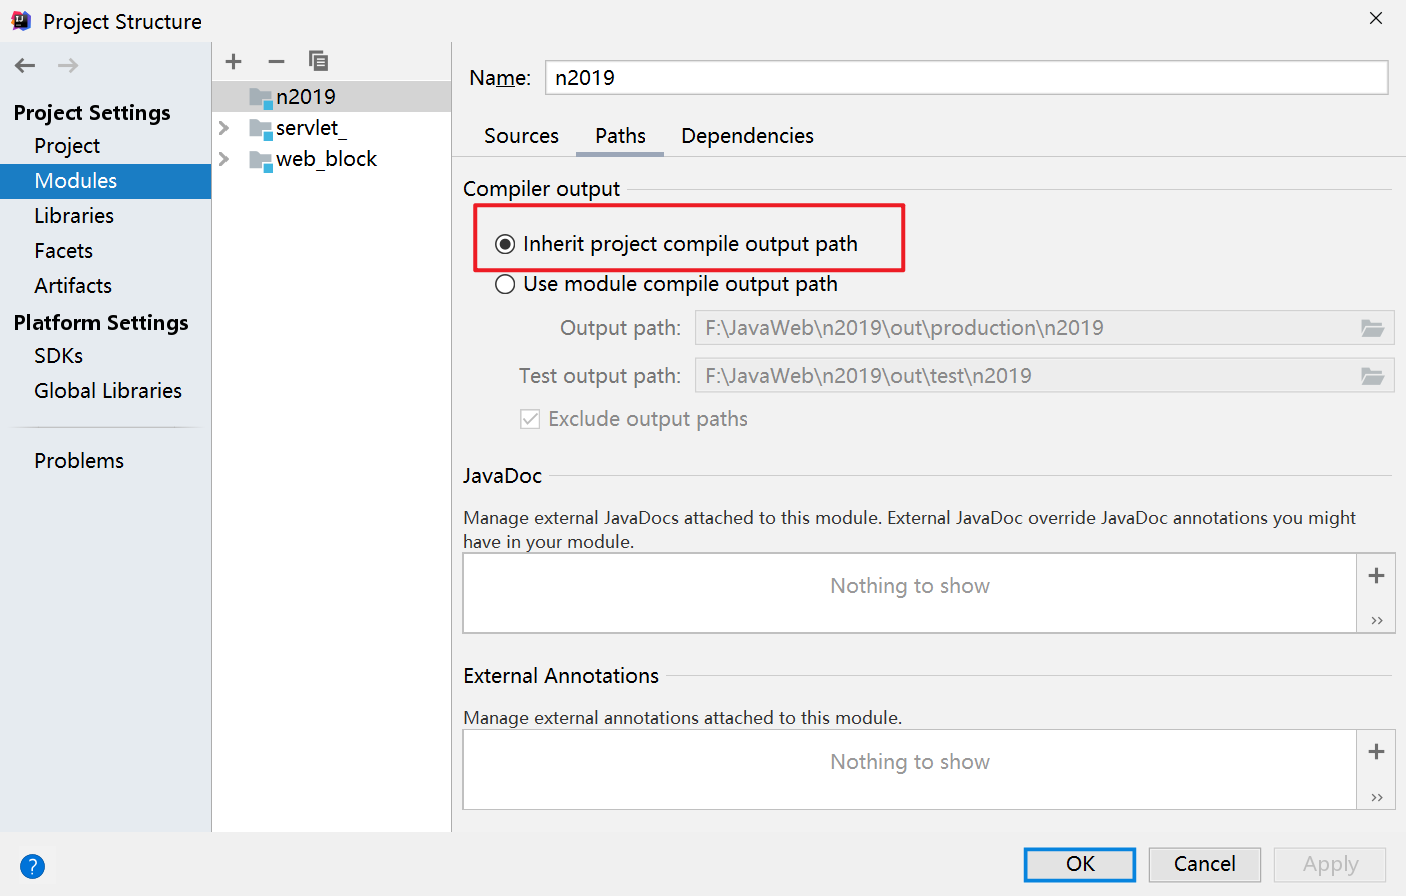 Project Structure
Project Settings
Project
Modules
Libraries
Facets
Artifacts
Platform Settings
SDKs
Global Libraries
Problems
n2019
servlet_
web_block
Name: n2019
Sources Paths Dependencies
Compiler output
Inherit project compile output path
Use module compile output path
Output path: F:\JavaWeb\n2019\out\production\n2019
Test output path: F:\JavaWeb\n2019\out\test\n2019
Exclude output paths
JavaDoc
Manage external JavaDocs attached to this module. External JavaDoc override JavaDoc annotations you might
have in your module.
Nothing to show
External Annotations
Manage external annotations attached to this module.
Nothing to show
OK Cancel Apply